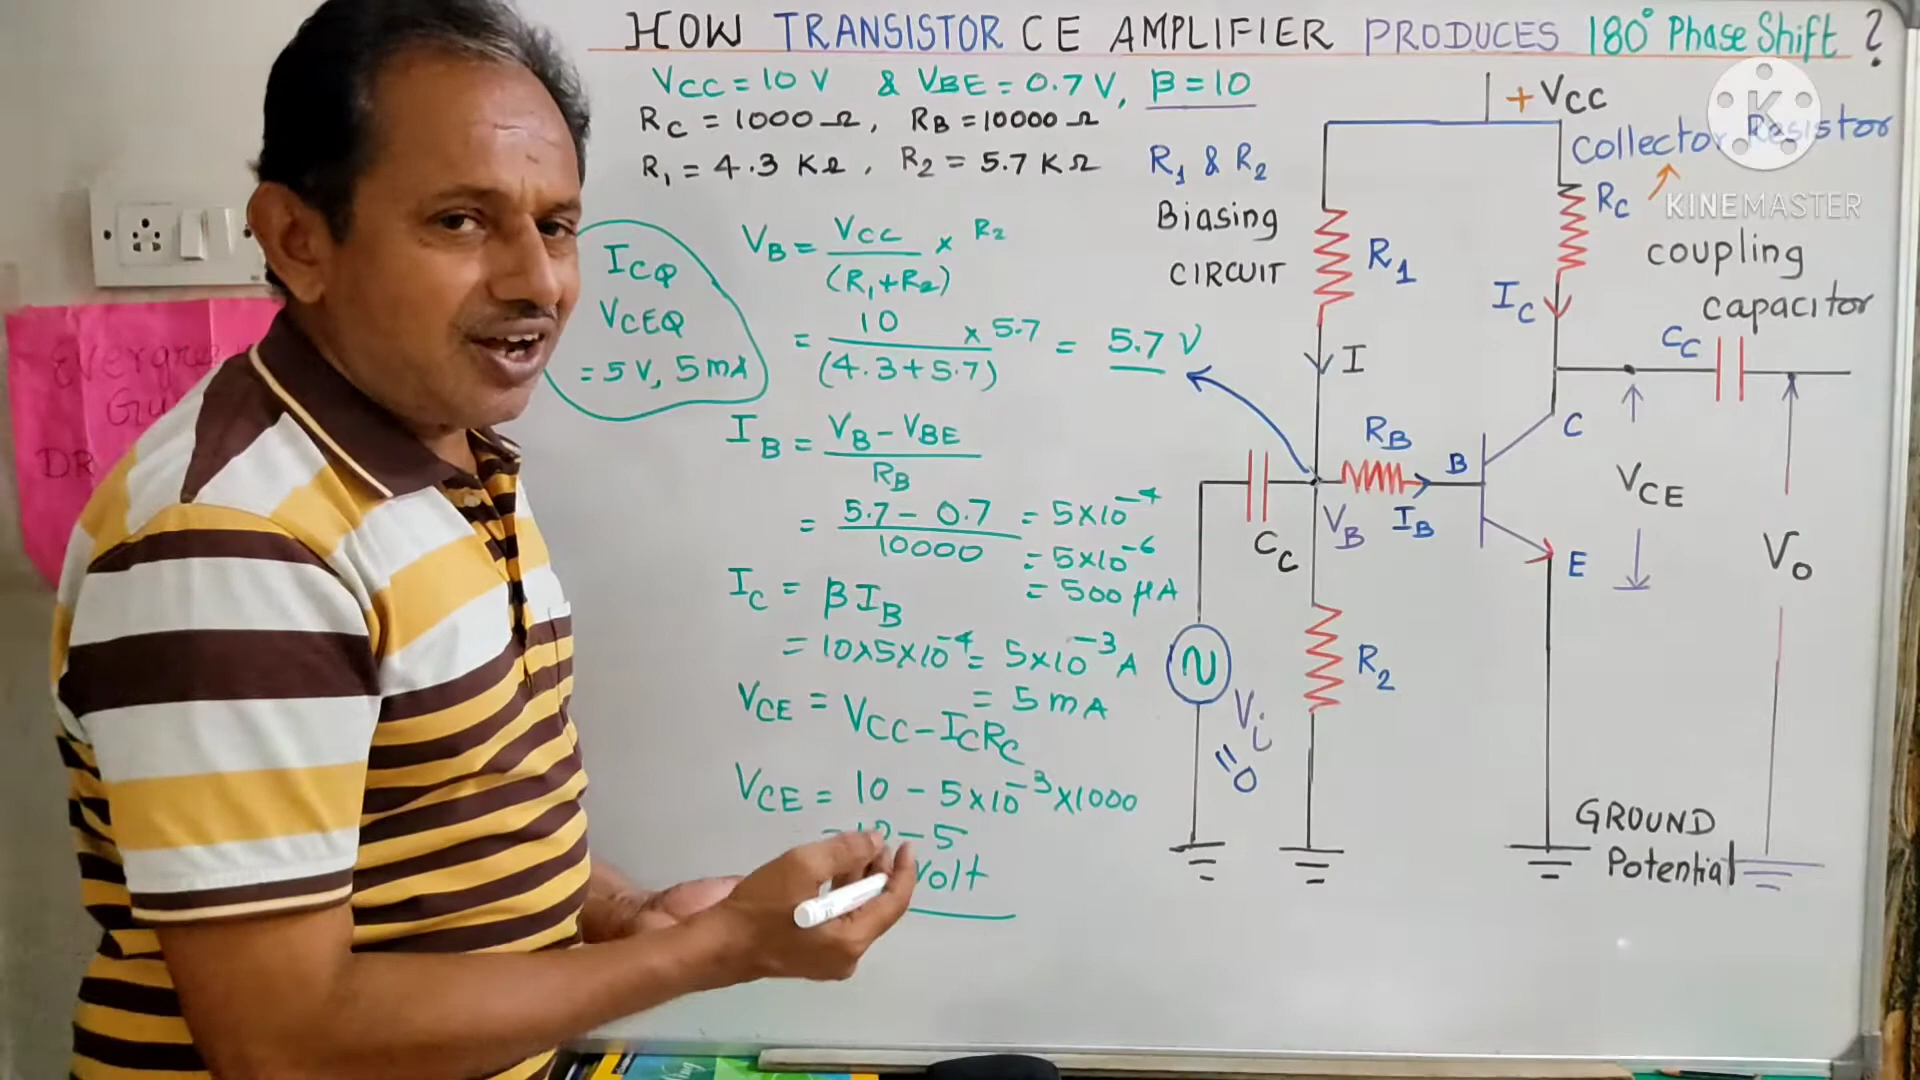 HOW TRANSISTOR CE AMPLIFIER PRODUCES 180° Phase Shift ?
VCC = 10 V & VBE = 0.7 V, β = 10
RC = 1000 Ω, RB = 10000 Ω
R1 = 4.3 KΩ, R2 = 5.7 KΩ
ICQ
VCEQ
= 5 V, 5 mA
VB = VCC / (R1+R2) × R2
= 10 / (4.3+5.7) × 5.7 = 5.7 V
IB = VB - VBE / RB
= 5.7 - 0.7 / 10000 = 5×10^-4
= 5×10^-6
= 500 μA
IC = βIB
= 10×5×10^-4 = 5×10^-3 A
= 5 mA
VCE = VCC - ICRC
VCE = 10 - 5×10^-3 ×1000
= 10 - 5
Volt
R1 & R2
Biasing
CIRCUIT
+VCC
Collector Resistor
RC
K
KINEMASTER
coupling
capacitor
R1
IC
CC
I
RB
B
C
VCE
VB
IB
CC
E
Vo
R2
Vi
=0
GROUND
Potential
Evergre
Gu
DR